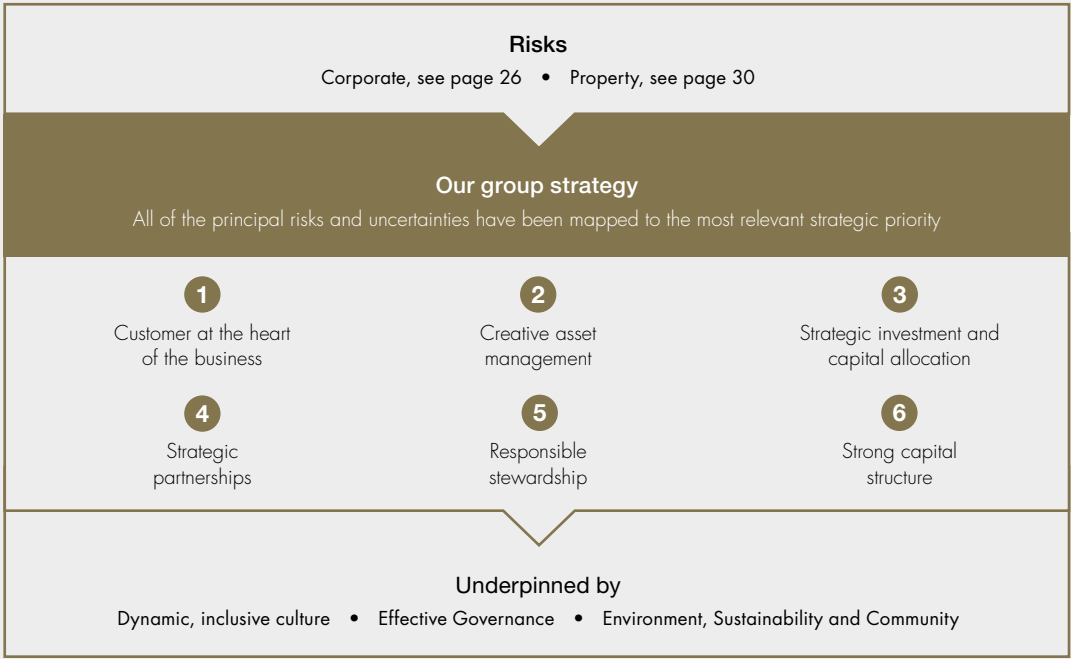 Risks
Corporate, see page 26 • Property, see page 30
Our group strategy
All of the principal risks and uncertainties have been mapped to the most relevant strategic priority
1
Customer at the heart
of the business
2
Creative asset
management
3
Strategic investment and
capital allocation
4
Strategic
partnerships
5
Responsible
stewardship
6
Strong capital
structure
Underpinned by
Dynamic, inclusive culture • Effective Governance • Environment, Sustainability and Community